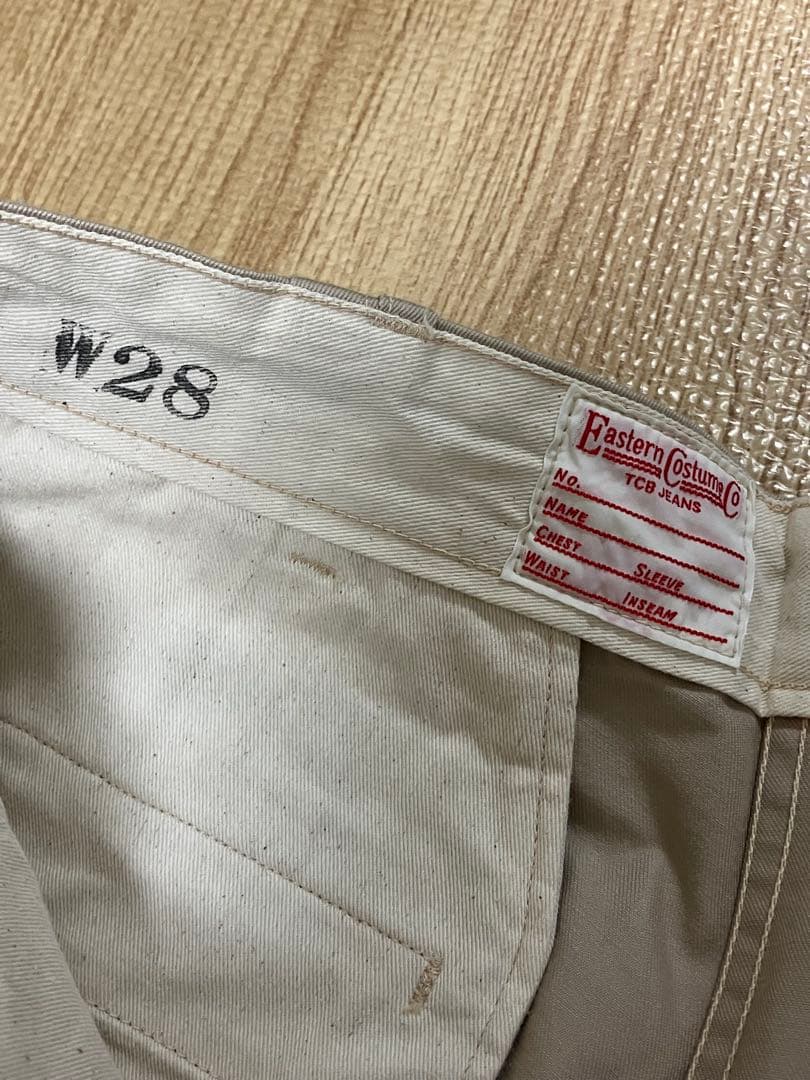 W28
Eastern Costume Co
TCB JEANS
No.
NAME
CHEST SLEEVE
WAIST INSEAM